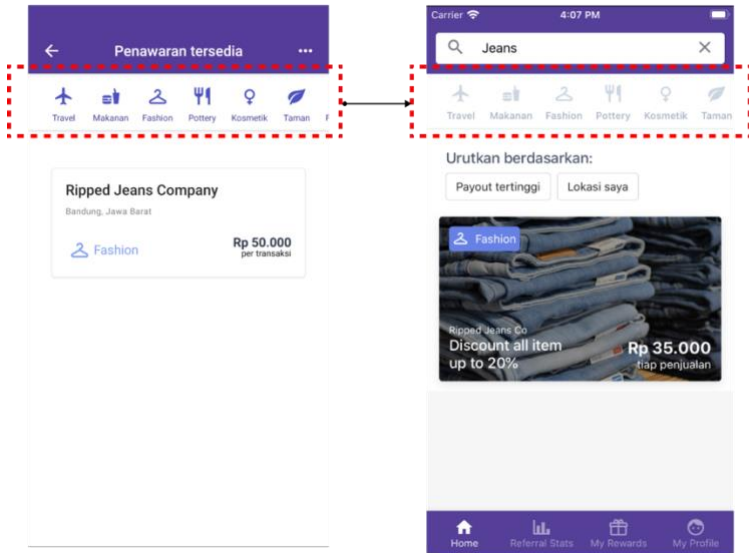 Penawaran tersedia
Travel Makanan Fashion Pottery Kosmetik Taman
Ripped Jeans Company
Bandung, Jawa Barat
Fashion
Rp 50.000
per transaksi
Carrier 4:07 PM
Jeans
Travel Makanan Fashion Pottery Kosmetik Taman
Urutkan berdasarkan:
Payout tertinggi Lokasi saya
Fashion
Ripped Jeans Co
Discount all item
up to 20%
Rp 35.000
tiap penjualan
Home Referral Stats My Rewards My Profile